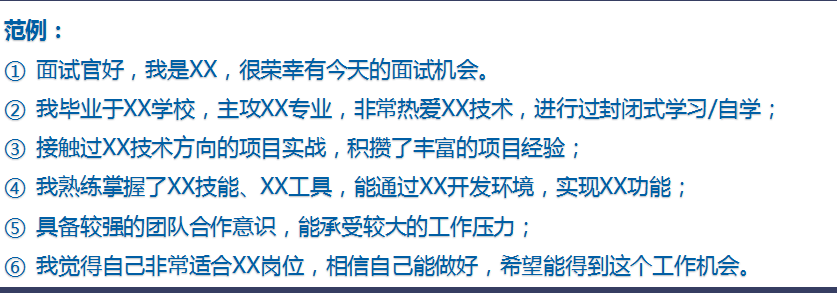 范例：
① 面试官好，我是XX，很荣幸有今天的面试机会。
② 我毕业于XX学校，主攻XX专业，非常热爱XX技术，进行过封闭式学习/自学；
③ 接触过XX技术方向的项目实战，积攒了丰富的项目经验；
④ 我熟练掌握了XX技能、XX工具，能通过XX开发环境，实现XX功能；
⑤ 具备较强的团队合作意识，能承受较大的工作压力；
⑥ 我觉得自己非常适合XX岗位，相信自己能做好，希望能得到这个工作机会。